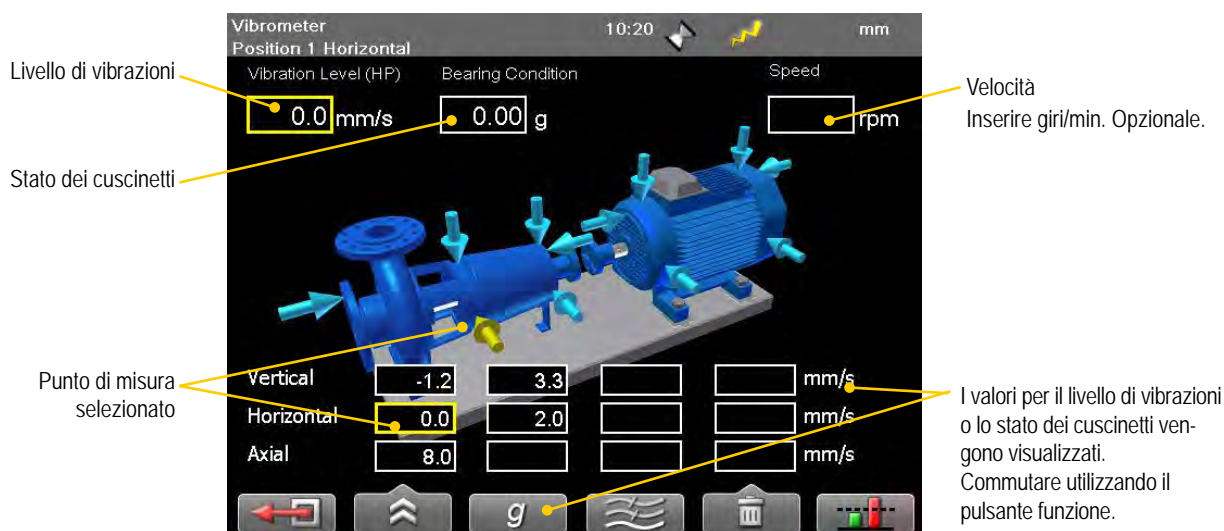 Vibrometer
10:20
mm
Position 1 Horizontal
Livello di vibrazioni
Vibration Level (HP)
Bearing Condition
Speed
0.0 mm/s
0.00 g
rpm
Velocità
Inserire giri/min. Opzionale.
Stato dei cuscinetti
Punto di misura
selezionato
Vertical -1.2 3.3 mm/s
Horizontal 0.0 2.0 mm/s
Axial 8.0 mm/s
g
I valori per il livello di vibrazioni
o lo stato dei cuscinetti ven-
gono visualizzati.
Commutare utilizzando il
pulsante funzione.